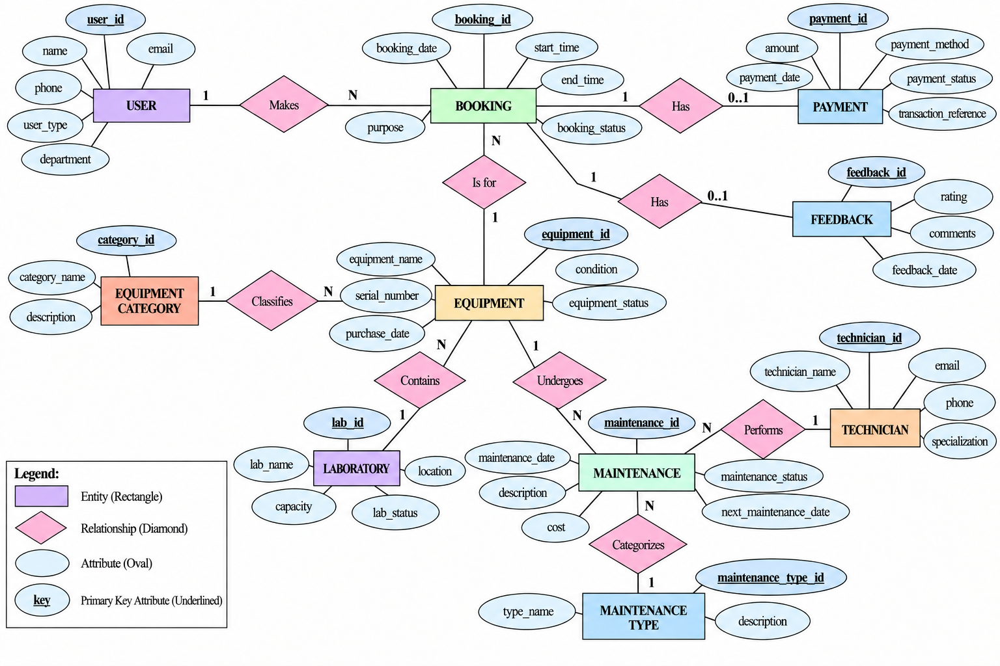 user_id
name
email
phone
user_type
department
USER
1
Makes
N
booking_id
booking_date
start_time
end_time
purpose
booking_status
BOOKING
1
Has
0..1
payment_id
amount
payment_method
payment_date
payment_status
transaction_reference
PAYMENT
N
Is for
1
1
Has
0..1
feedback_id
rating
comments
feedback_date
FEEDBACK
category_id
category_name
description
EQUIPMENT
CATEGORY
1
Classifies
N
equipment_id
equipment_name
condition
serial_number
equipment_status
purchase_date
EQUIPMENT
N
Contains
1
1
Undergoes
N
lab_id
lab_name
location
capacity
lab_status
LABORATORY
maintenance_id
maintenance_date
description
cost
maintenance_status
next_maintenance_date
MAINTENANCE
N
Performs
1
technician_id
technician_name
email
phone
specialization
TECHNICIAN
N
Categorizes
1
maintenance_type_id
type_name
description
MAINTENANCE
TYPE
Legend:
Entity (Rectangle)
Relationship (Diamond)
Attribute (Oval)
key
Primary Key Attribute (Underlined)